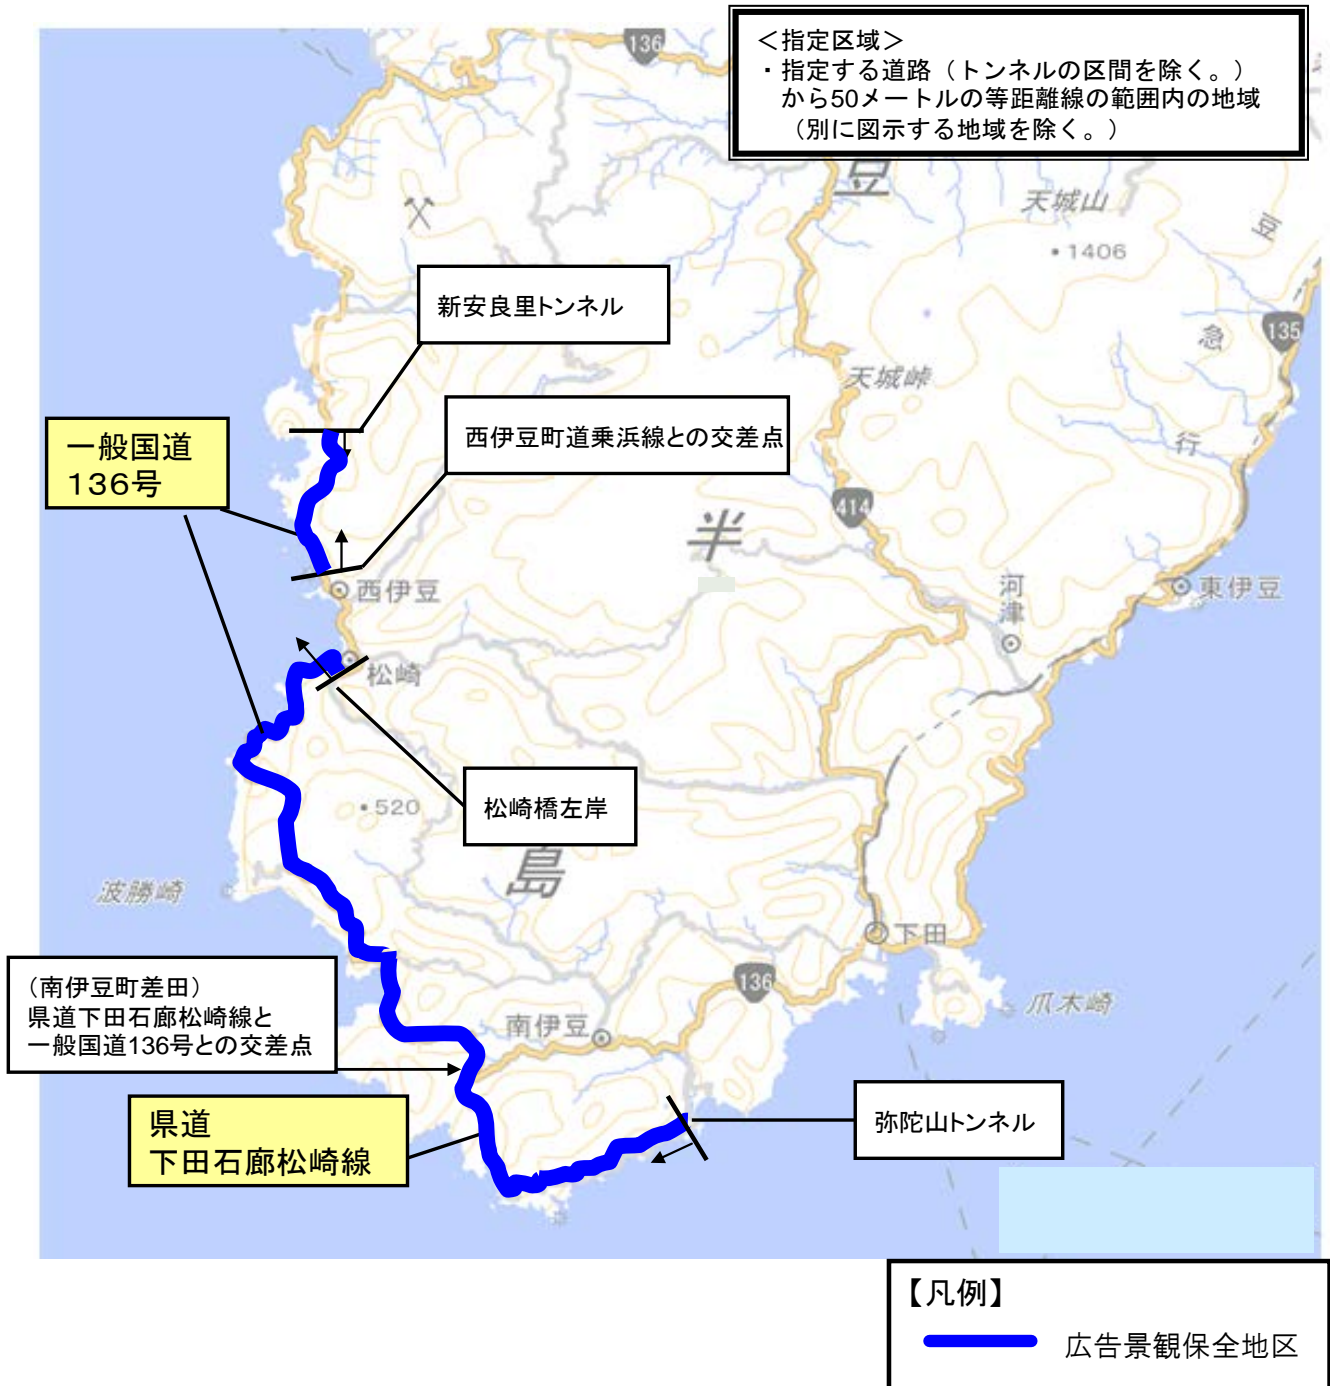 136
＜指定区域＞
・指定する道路（トンネルの区間を除く。）
から50メートルの等距離線の範囲内の地域
（別に図示する地域を除く。）
豆
天城山
・1406
豆
新安良里トンネル
急
135
天城峠
西伊豆町道乗浜線との交差点
行
一般国道
136号
414
半
西伊豆
河津
東伊豆
松崎
・520
松崎橋左岸
島
波勝崎
下田
136
爪木崎
（南伊豆町差田）
県道下田石廊松崎線と
一般国道136号との交差点
南伊豆
県道
下田石廊松崎線
弥陀山トンネル
【凡例】
広告景観保全地区